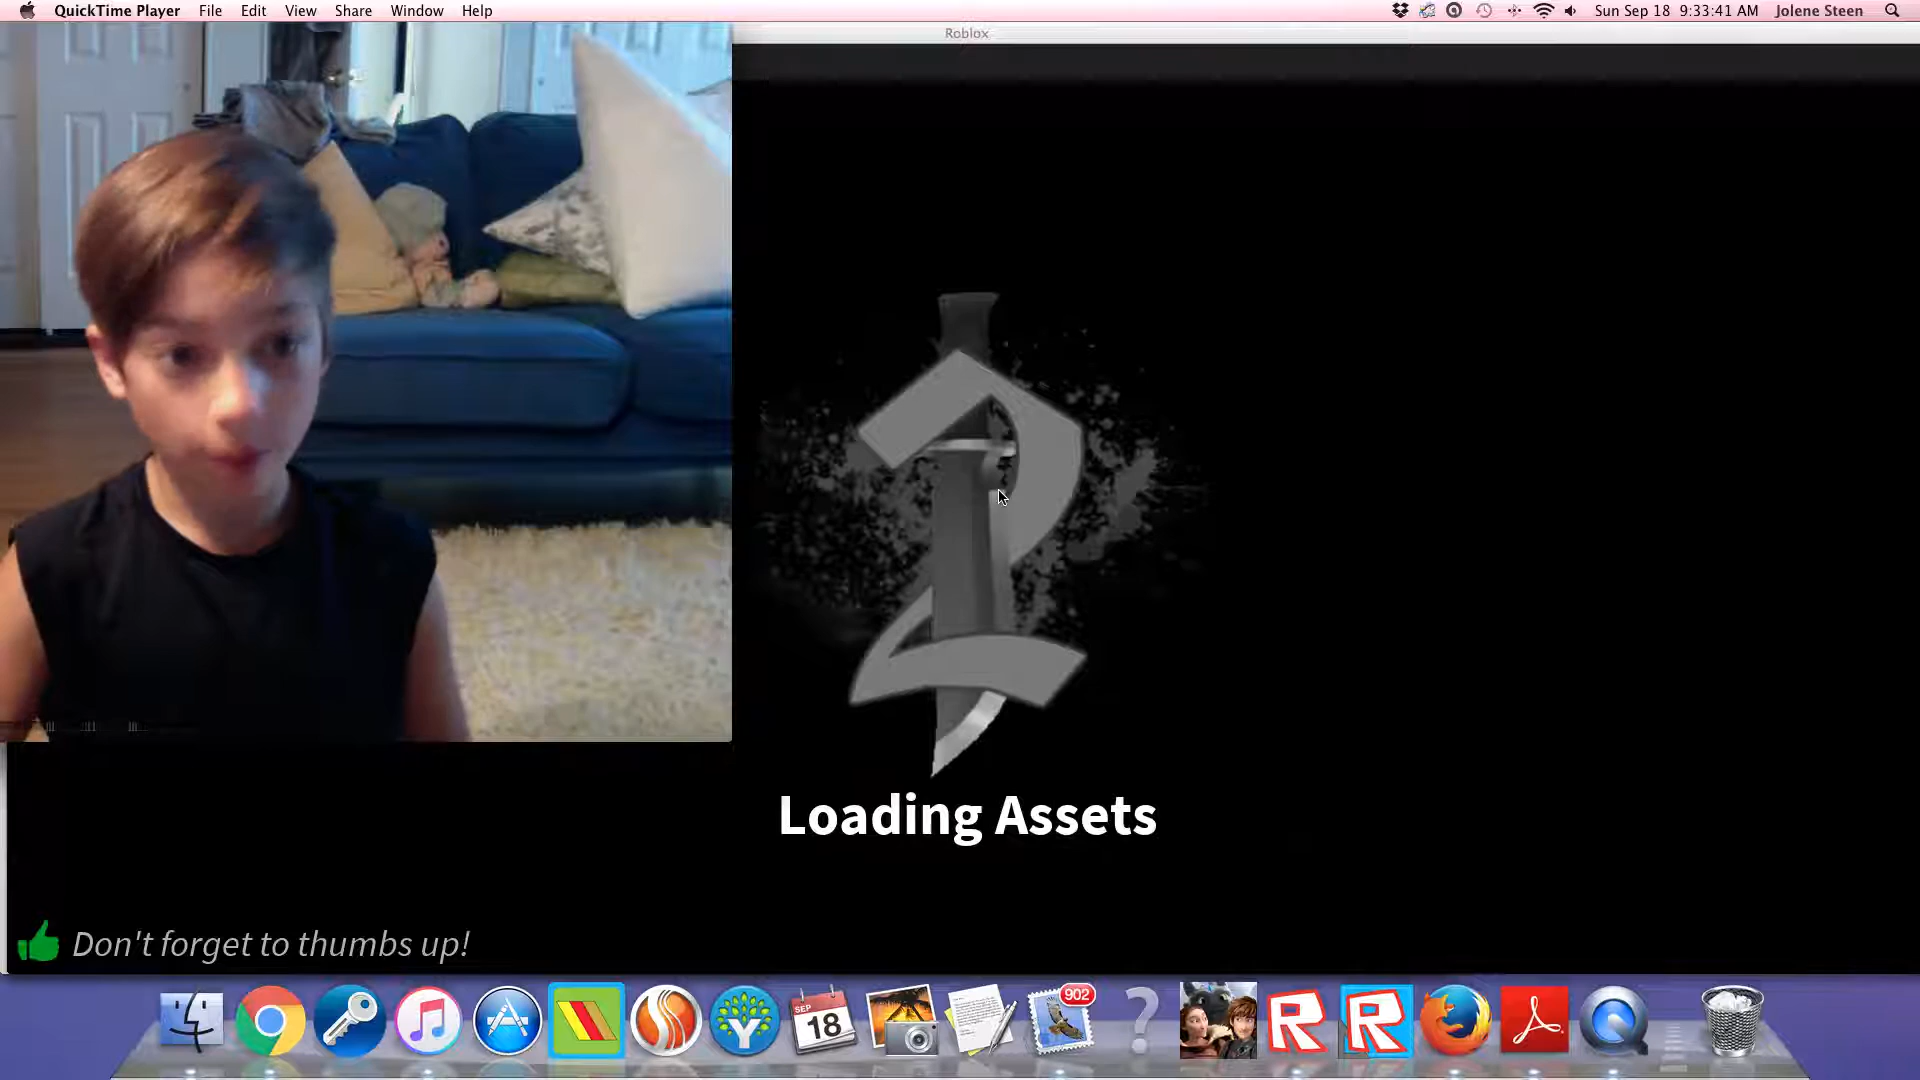 QuickTime Player File Edit View Share Window Help Sun Sep 18 9:33:41 AM Jolene Steen
Roblox
2
Loading Assets
Don't forget to thumbs up!
SEP
18
902